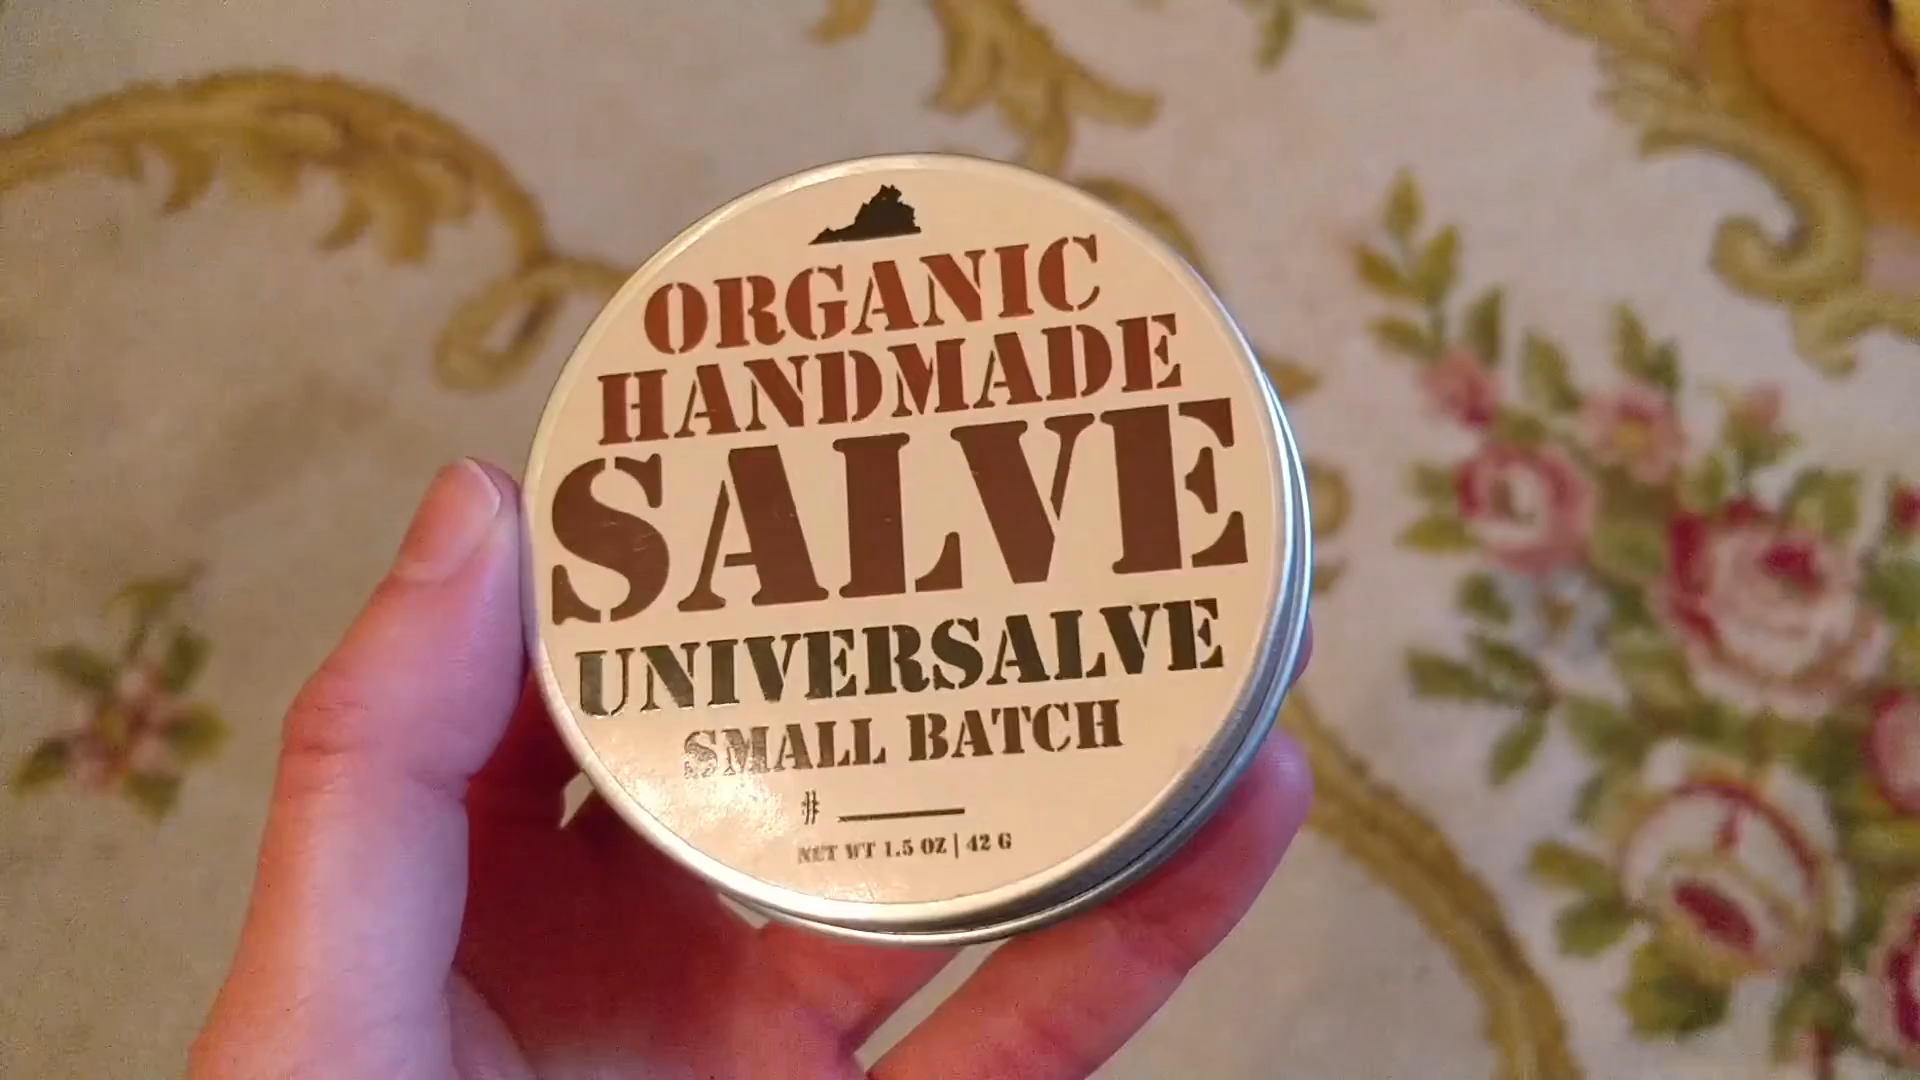 ORGANIC
HANDMADE
SALVE
UNIVERSALVE
SMALL BATCH
# ______
NET WT 1.5 OZ | 42 G